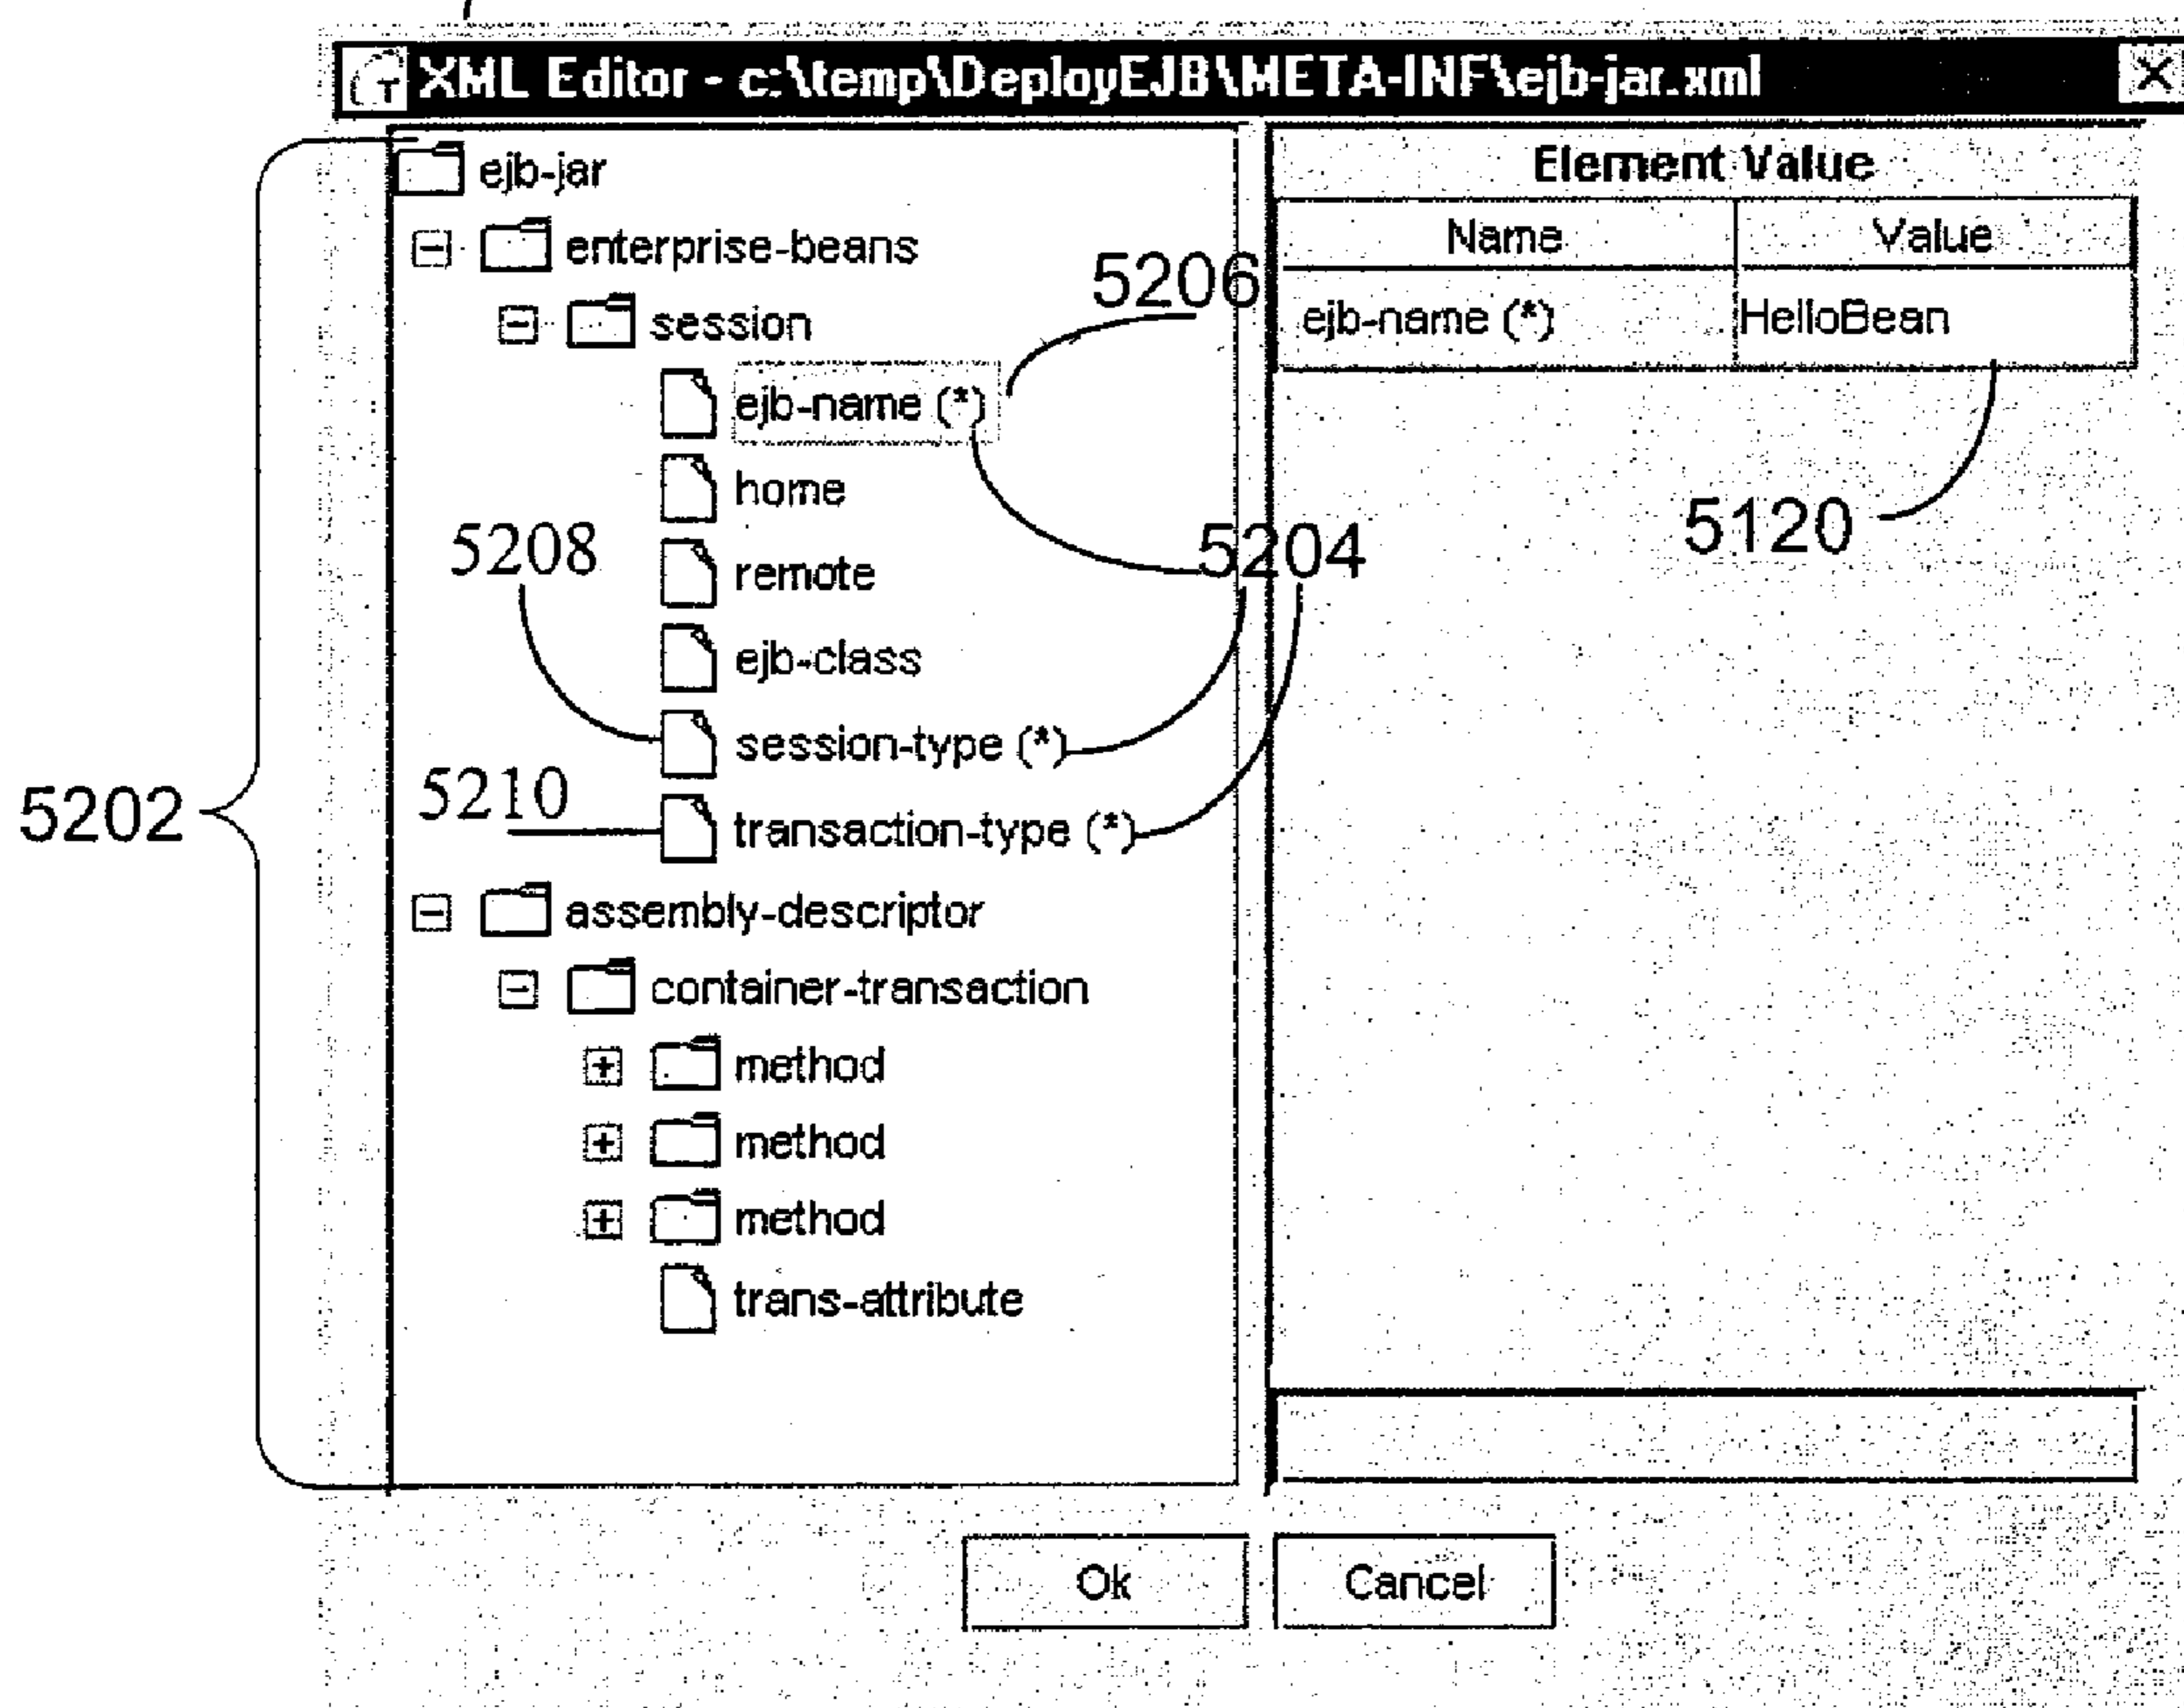 XML Editor - c:\temp\DeployEJB\META-INF\ejb-jar.xml
ejb-jar
Element Value
enterprise-beans
Name Value
5206
session
ejb-name (*) HelloBean
ejb-name (*)
home
5208
5204
5120
remote
ejb-class
session-type (*)
5210
5202
transaction-type (*)
assembly-descriptor
container-transaction
method
method
method
trans-attribute
Ok Cancel